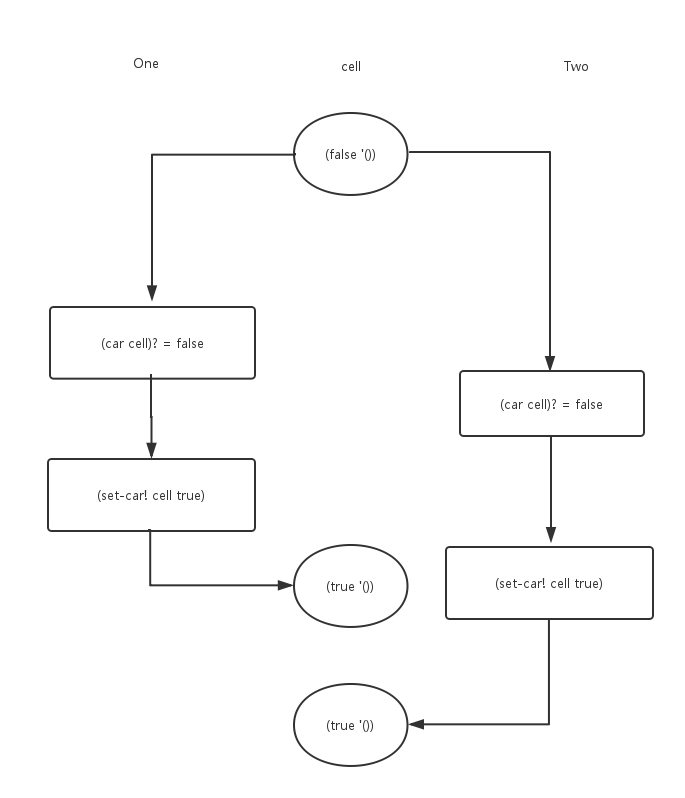 One
cell
Two
(false '())
(car cell)? = false
(car cell)? = false
(set-car! cell true)
(true '())
(set-car! cell true)
(true '())